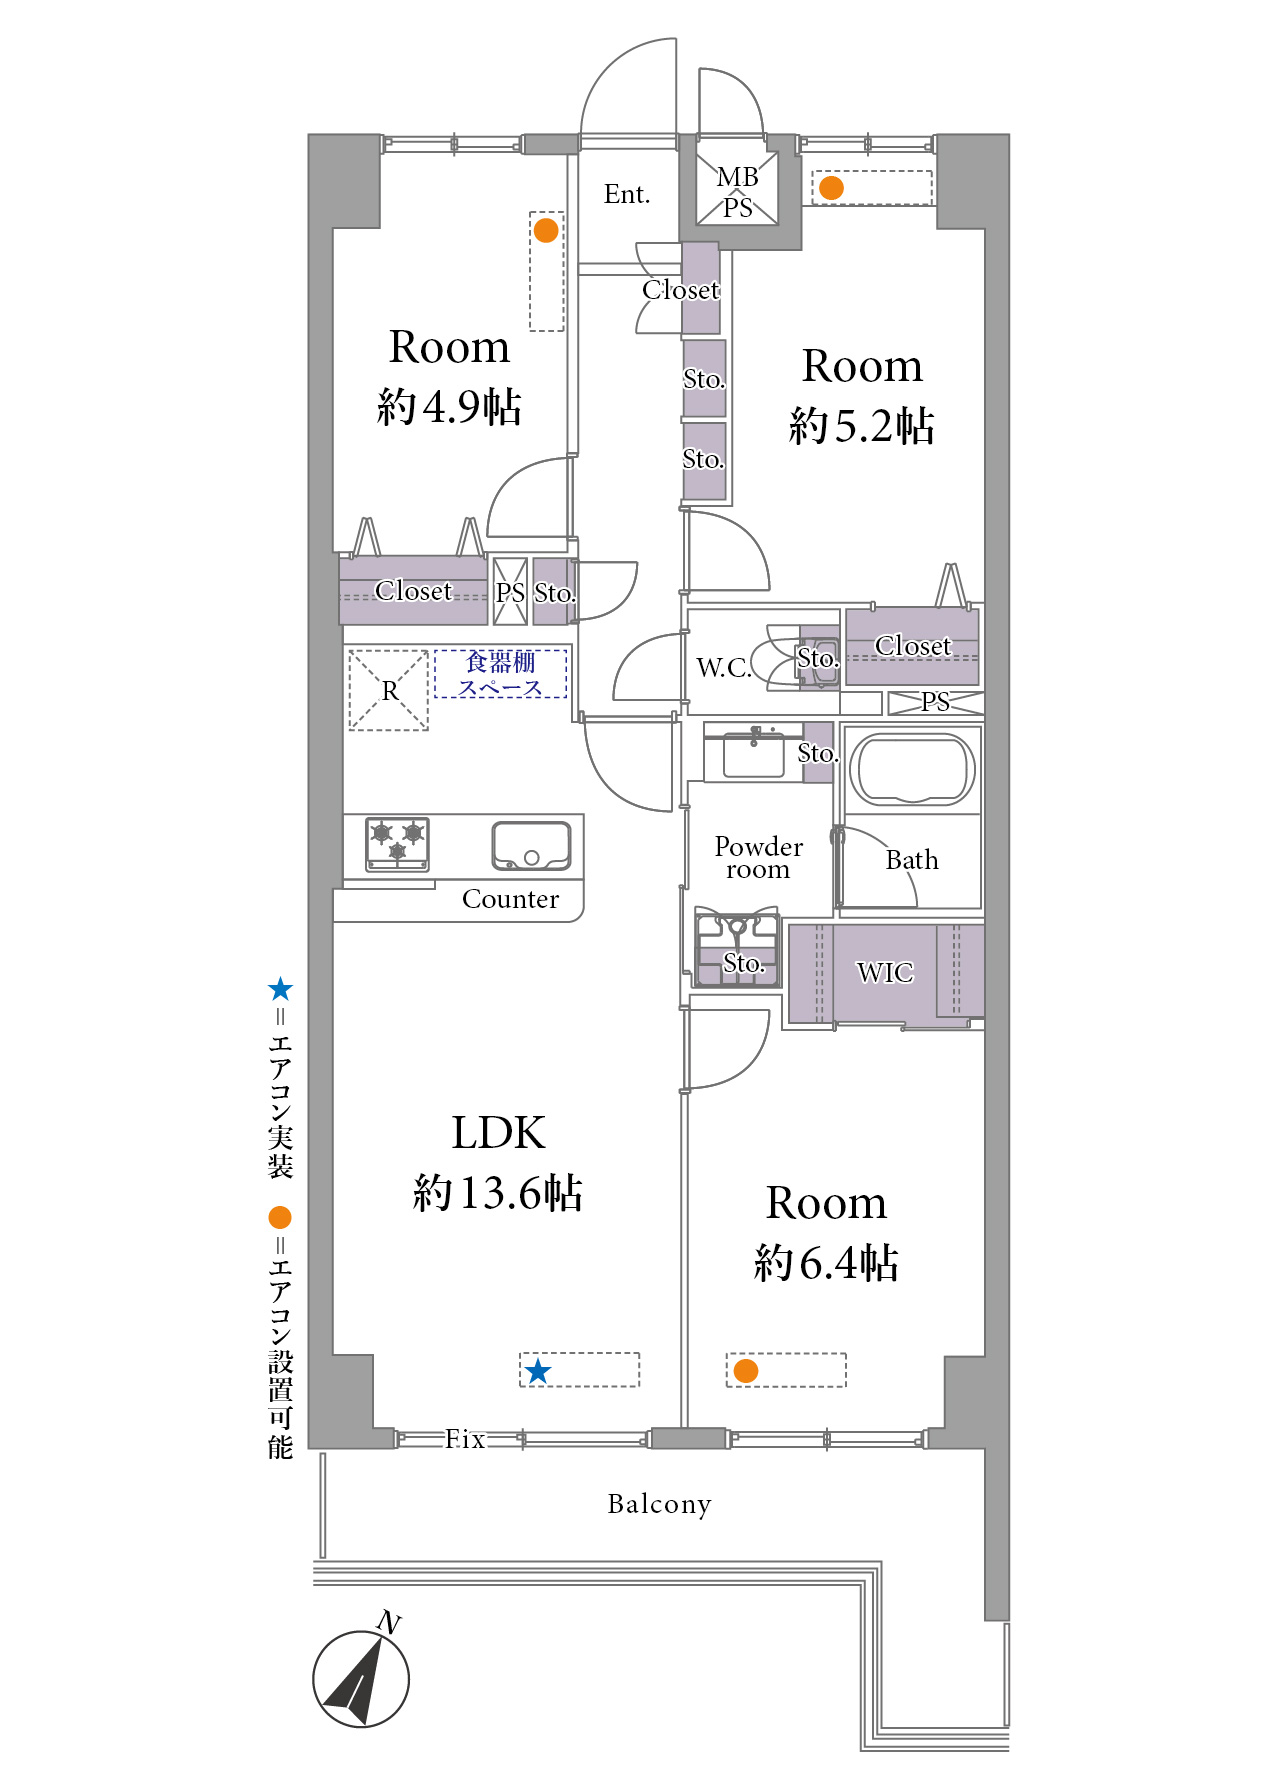 Ent.
MB
PS
Closet
Room
約4.9帖
Room
約5.2帖
Sto.
Sto.
Closet
PS
Sto.
W.C.
Sto.
Closet
PS
R
食器棚
スペース
Sto.
Powder
room
Bath
Counter
Sto.
WIC
LDK
約13.6帖
Room
約6.4帖
Fix
Balcony
★=エアコン実装 ●=エアコン設置可能
N